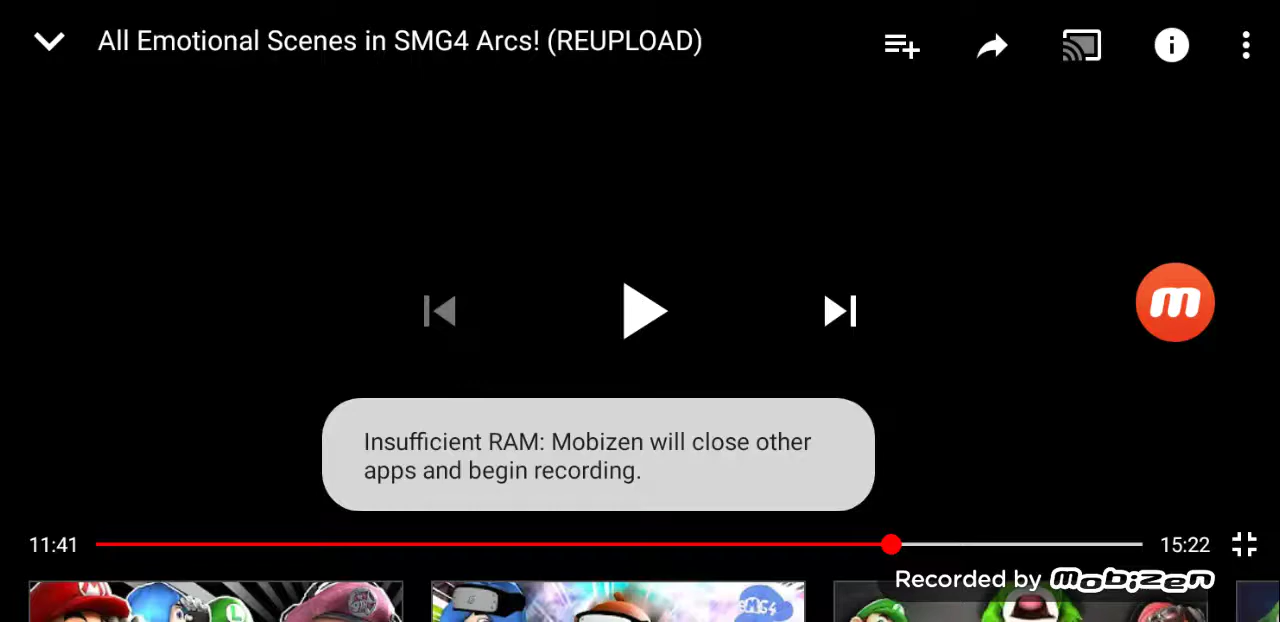 All Emotional Scenes in SMG4 Arcs! (REUPLOAD)
Insufficient RAM: Mobizen will close other
apps and begin recording.
11:41
15:22
Recorded by Mobizen
SMG4